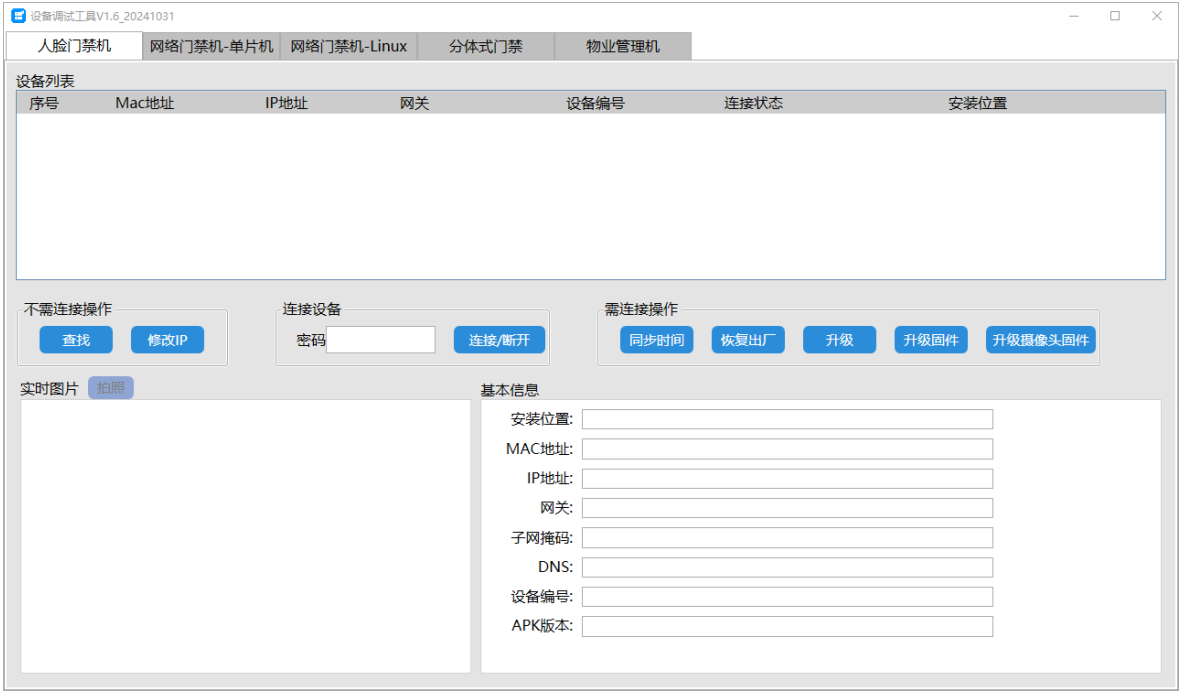 设备调试工具V1.6_20241031
人脸门禁机 网络门禁机-单片机 网络门禁机-Linux 分体式门禁 物业管理机
设备列表
序号 Mac地址 IP地址 网关 设备编号 连接状态 安装位置
不需连接操作 连接设备 需连接操作
查找 修改IP 密码 连接/断开 同步时间 恢复出厂 升级 升级固件 升级摄像头固件
实时图片 拍照 基本信息
安装位置:
MAC地址:
IP地址:
网关:
子网掩码:
DNS:
设备编号:
APK版本: